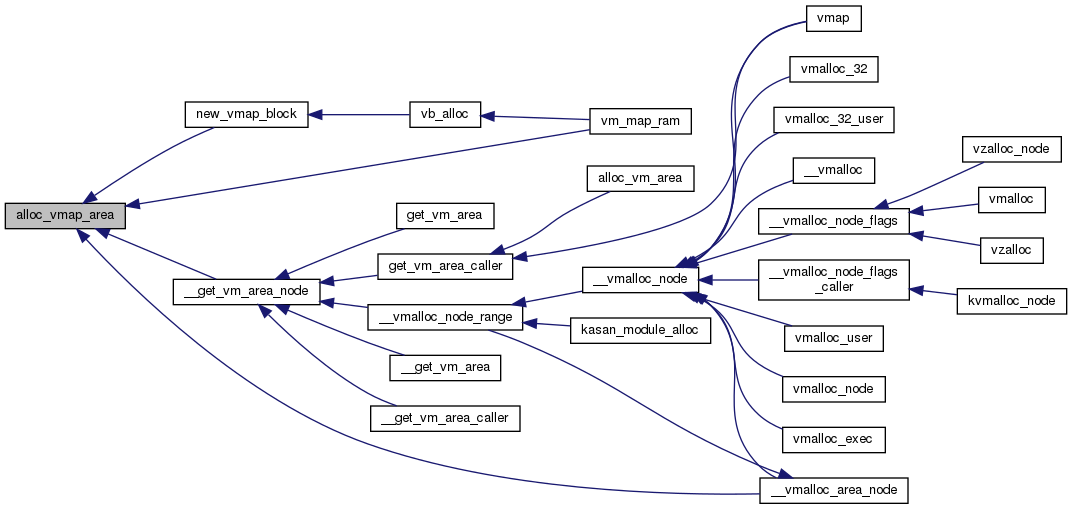 vmap
vmalloc_32
new_vmap_block
vb_alloc
vm_map_ram
vmalloc_32_user
vzalloc_node
alloc_vm_area
__vmalloc
alloc_vmap_area
get_vm_area
__vmalloc_node_flags
vmalloc
vzalloc
get_vm_area_caller
__get_vm_area_node
__vmalloc_node
__vmalloc_node_flags
_caller
kvmalloc_node
__vmalloc_node_range
kasan_module_alloc
vmalloc_user
__get_vm_area
vmalloc_node
__get_vm_area_caller
vmalloc_exec
__vmalloc_area_node